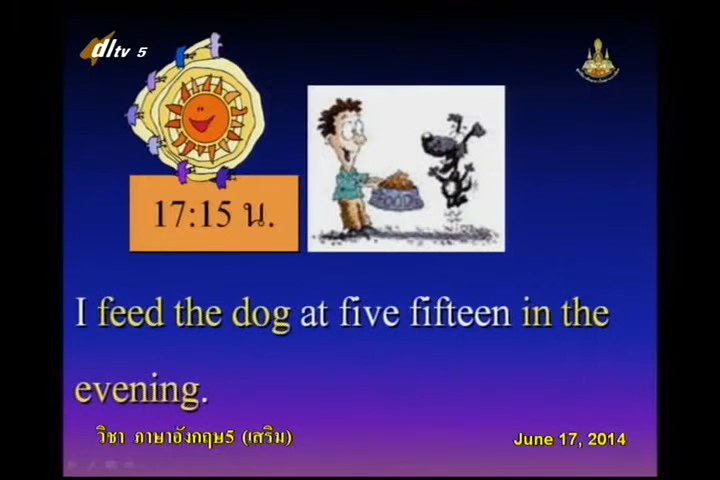 dltv 5
17:15 น.
FOOD
I feed the dog at five fifteen in the
evening.
วิชา ภาษาอังกฤษ5 (เสริม)
June 17, 2014